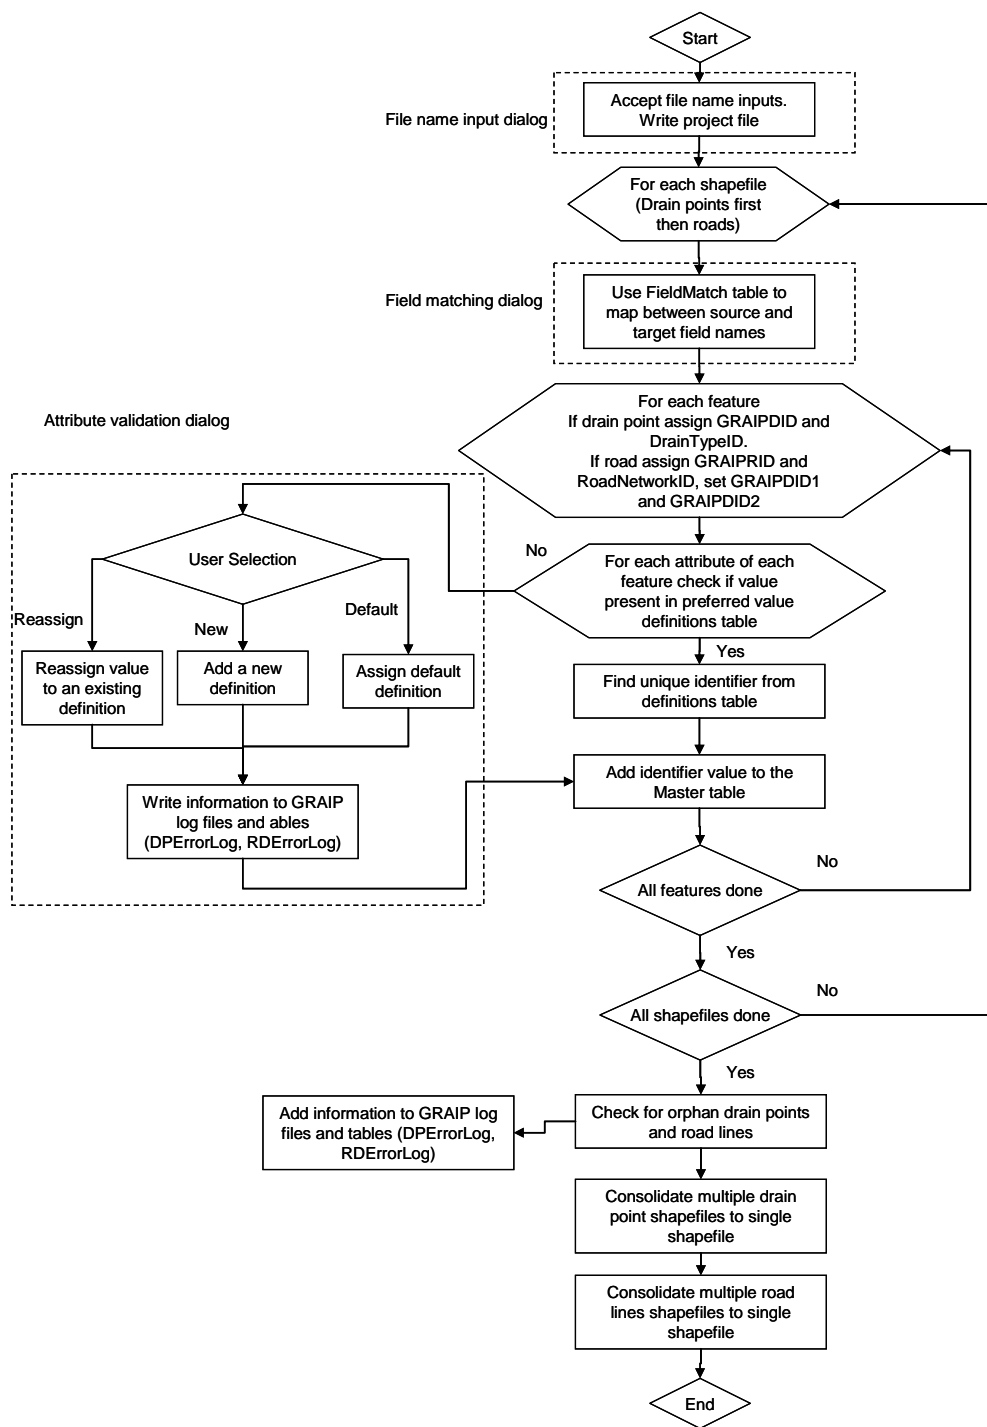 Start
File name input dialog
Accept file name inputs.
Write project file
For each shapefile
(Drain points first
then roads)
Field matching dialog
Use FieldMatch table to
map between source and
target field names
Attribute validation dialog
For each feature
If drain point assign GRAIPDID and
DrainTypeID.
If road assign GRAIPRID and
RoadNetworkID, set GRAIPDID1
and GRAIPDID2
No
For each attribute of each
feature check if value
present in preferred value
definitions table
User Selection
Reassign
New
Default
Yes
Reassign value
to an existing
definition
Add a new
definition
Assign default
definition
Find unique identifier from
definitions table
Write information to GRAIP
log files and ables
(DPErrorLog, RDErrorLog)
Add identifier value to the
Master table
All features done
No
Yes
All shapefiles done
No
Yes
Add information to GRAIP log
files and tables (DPErrorLog,
RDErrorLog)
Check for orphan drain points
and road lines
Consolidate multiple drain
point shapefiles to single
shapefile
Consolidate multiple road
lines shapefiles to single
shapefile
End